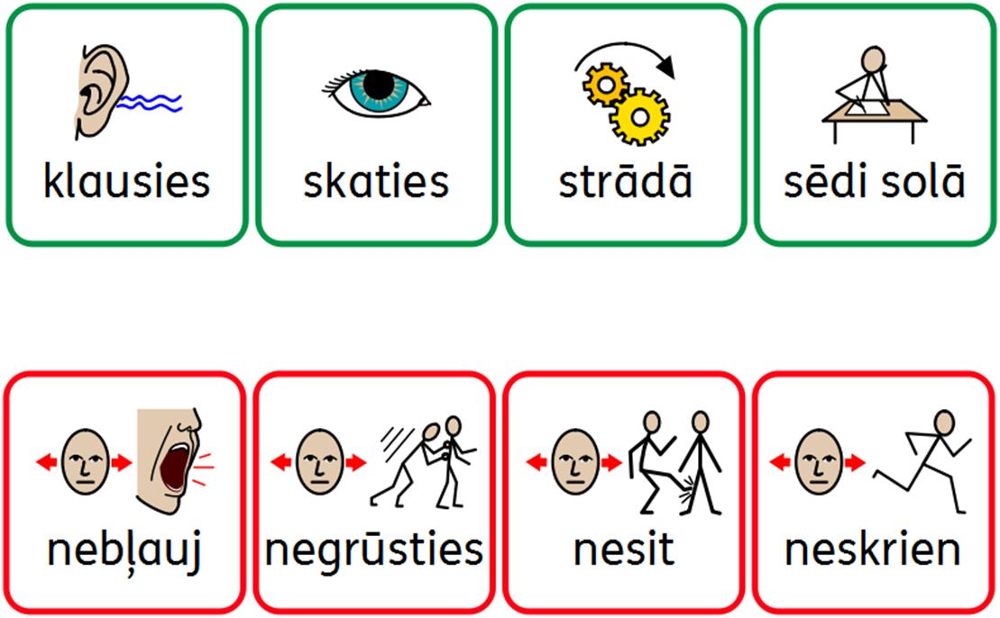 klausies
skaties
strādā
sēdi solā
nebļauj
negrūsties
nesit
neskrien